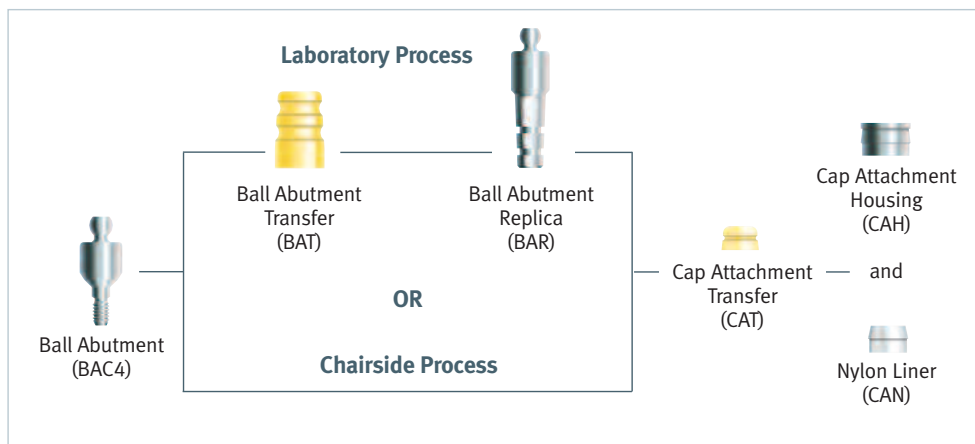 Laboratory Process
Ball Abutment
Transfer
(BAT)
Ball Abutment
Replica
(BAR)
Cap Attachment
Housing
(CAH)
Ball Abutment
(BAC4)
OR
Chairside Process
Cap Attachment
Transfer
(CAT)
and
Nylon Liner
(CAN)